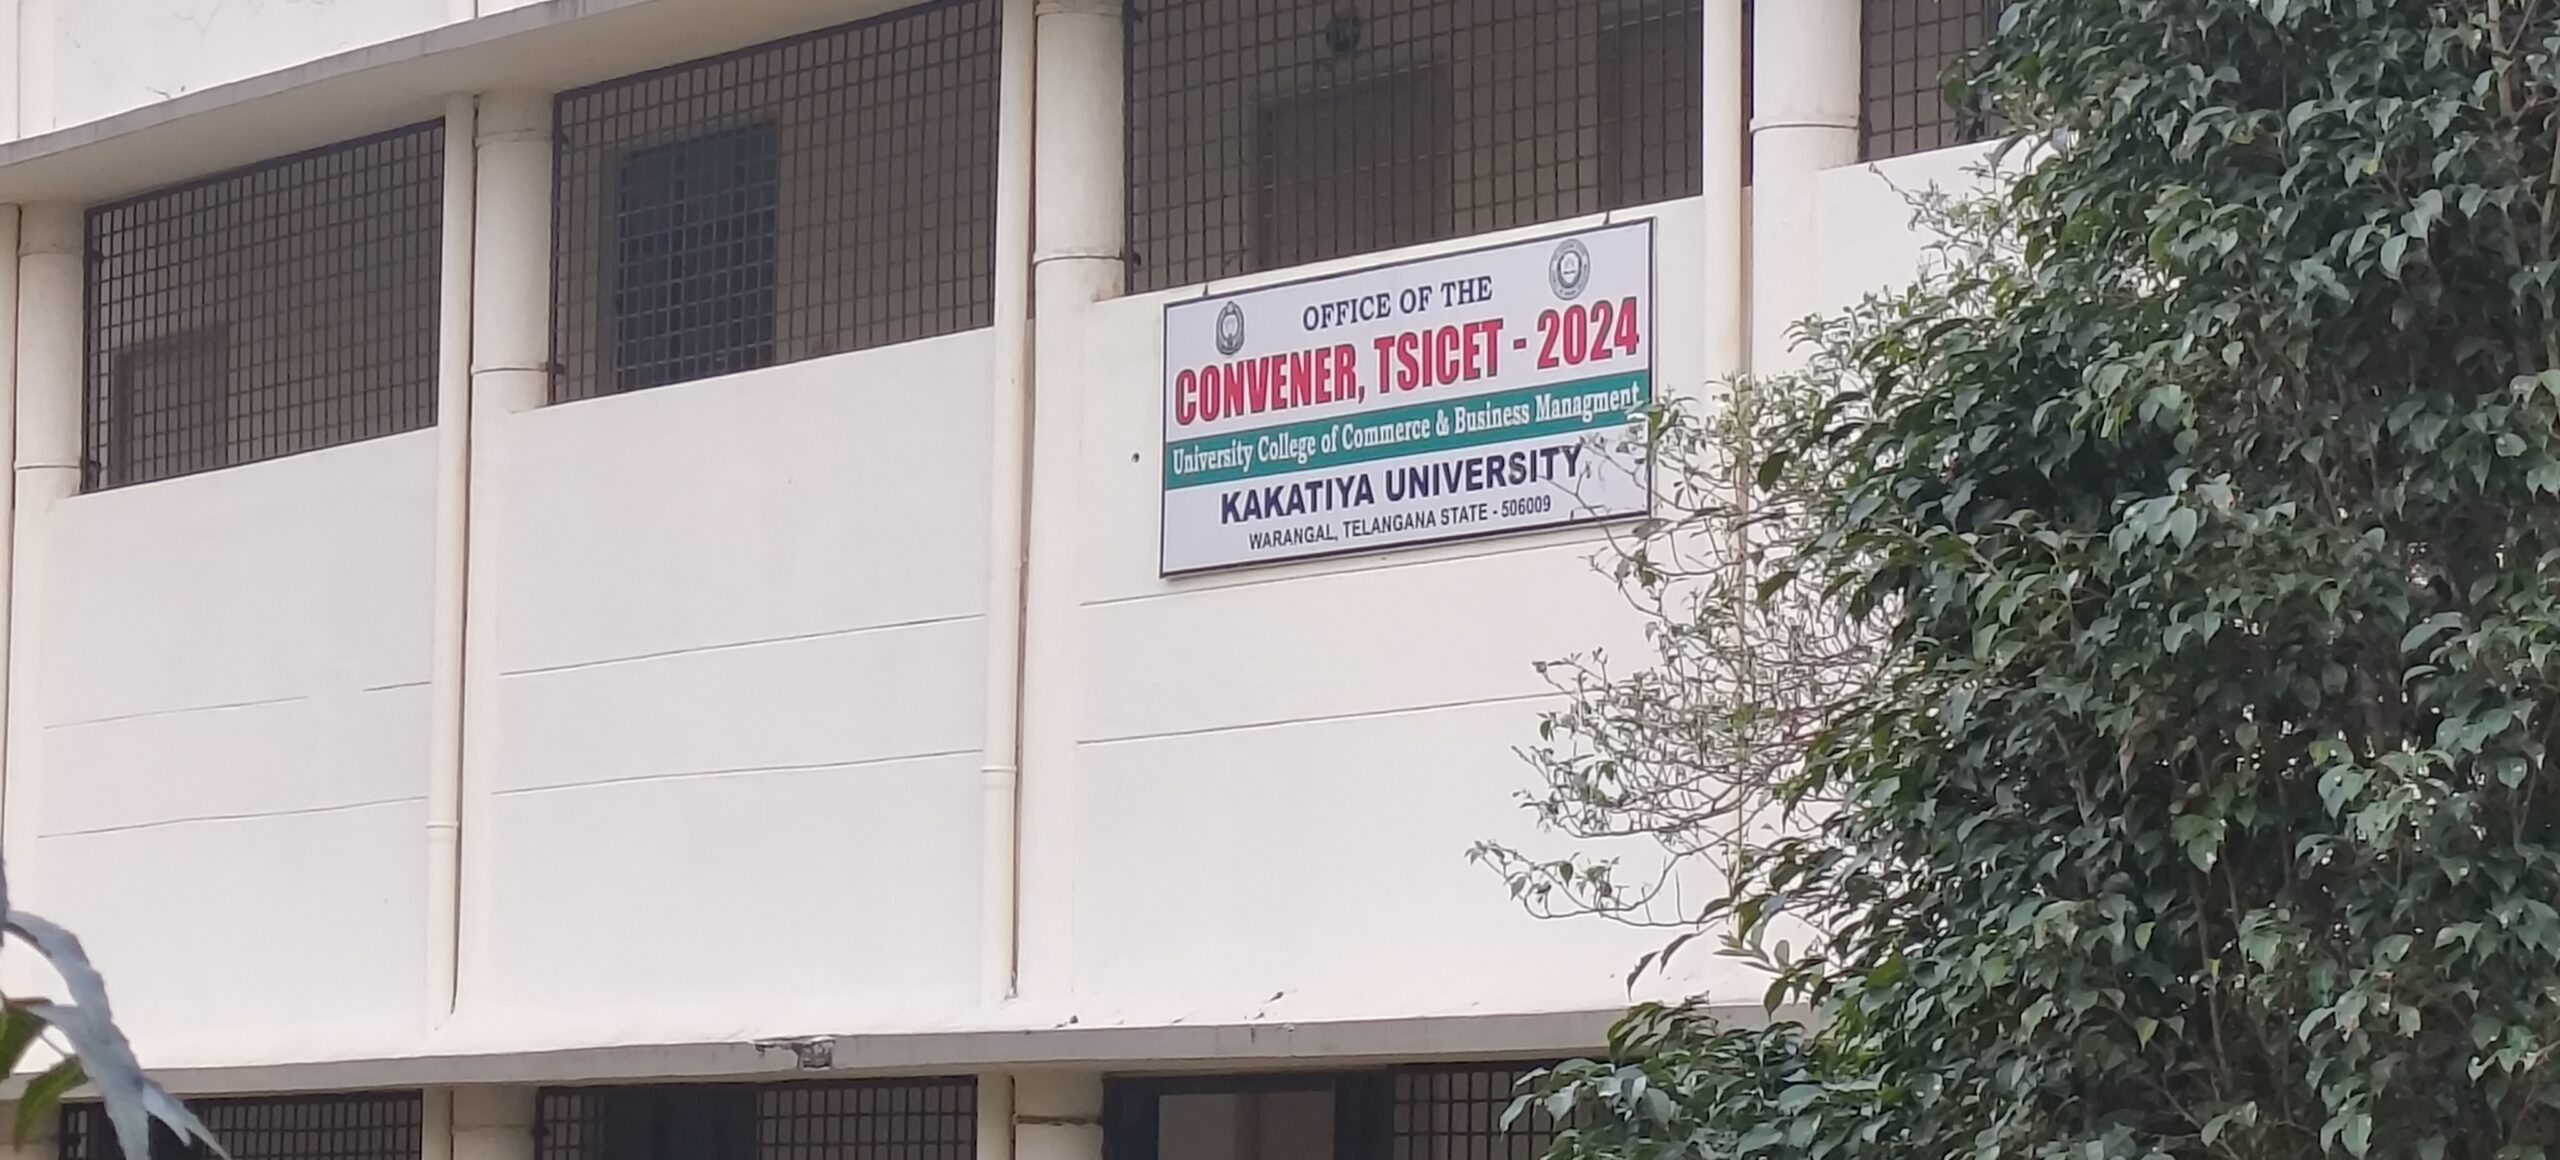 OFFICE OF THE
CONVENER, TSICET - 2024
University College of Commerce & Business Managment
KAKATIYA UNIVERSITY
WARANGAL, TELANGANA STATE - 506009